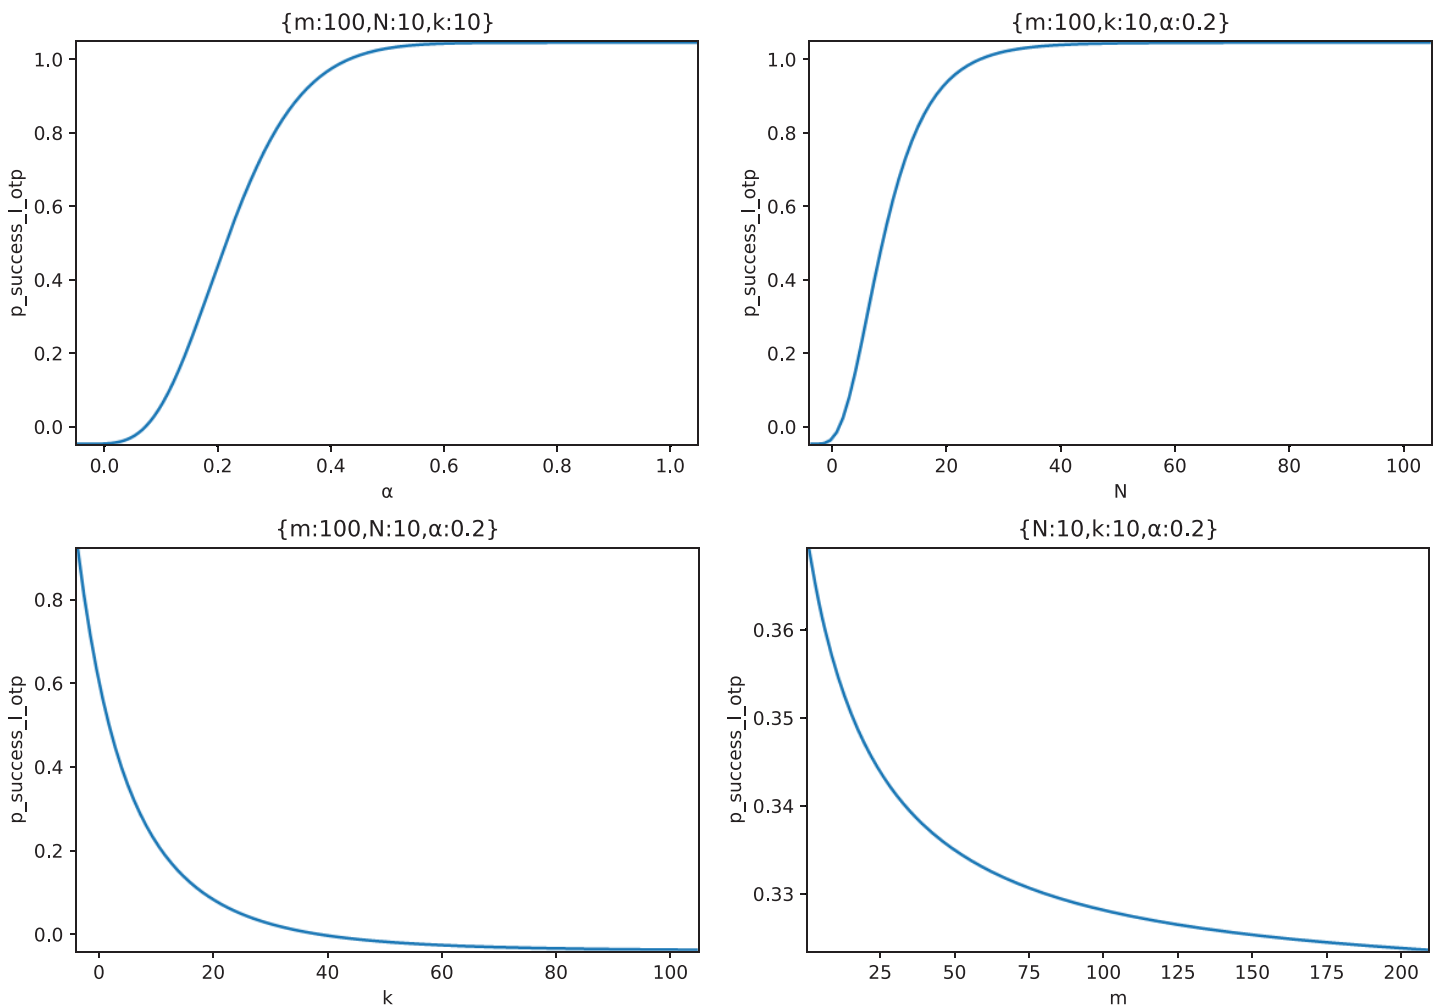 {m:100,N:10,k:10}
p_success_l_otp
1.0
0.8
0.6
0.4
0.2
0.0
0.0 0.2 0.4 0.6 0.8 1.0
α
{m:100,k:10,α:0.2}
p_success_l_otp
1.0
0.8
0.6
0.4
0.2
0.0
0 20 40 60 80 100
N
{m:100,N:10,α:0.2}
p_success_l_otp
0.8
0.6
0.4
0.2
0.0
0 20 40 60 80 100
k
{N:10,k:10,α:0.2}
p_success_l_otp
0.36
0.35
0.34
0.33
25 50 75 100 125 150 175 200
m